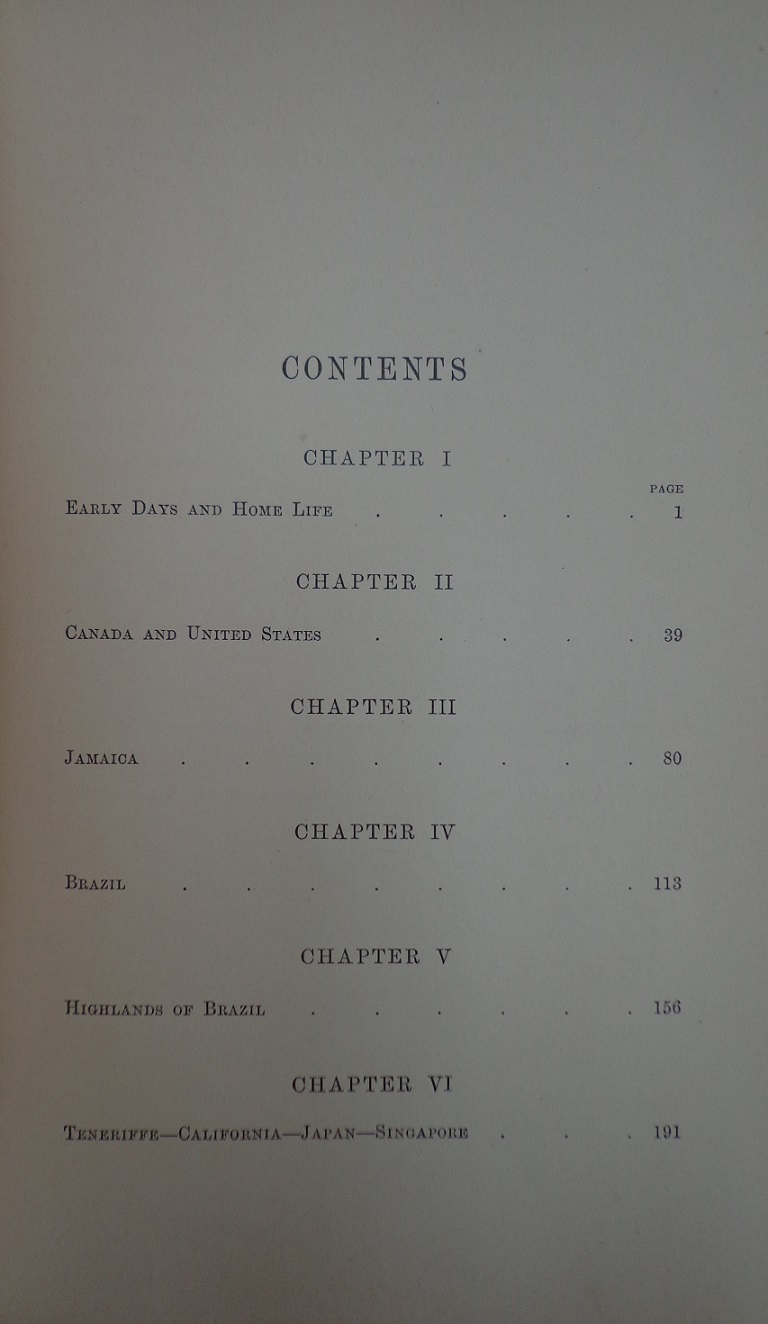 CONTENTS
CHAPTER I
PAGE
Early Days and Home Life . . . . . 1
CHAPTER II
Canada and United States . . . . . 39
CHAPTER III
Jamaica . . . . . . . . 80
CHAPTER IV
Brazil . . . . . . . . 113
CHAPTER V
Highlands of Brazil . . . . . . 156
CHAPTER VI
Teneriffe—California—Japan—Singapore . . . 191